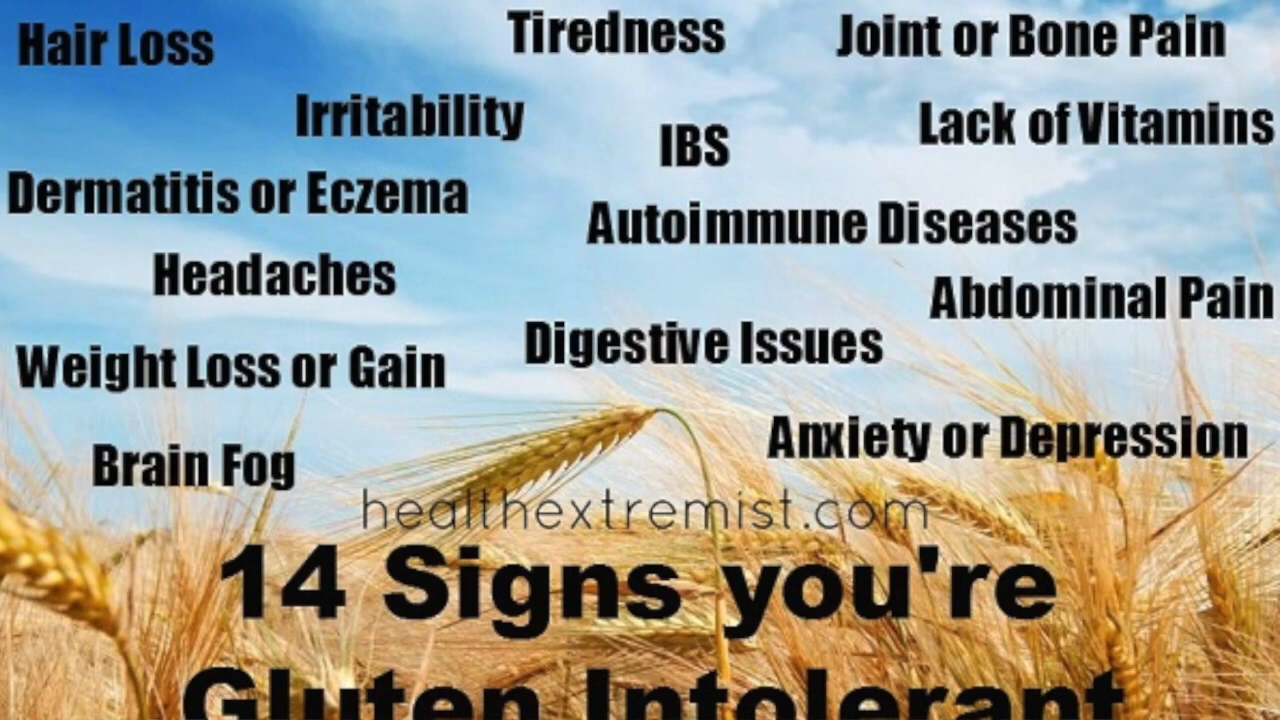 Hair Loss
Tiredness
Joint or Bone Pain
Irritability
IBS
Lack of Vitamins
Dermatitis or Eczema
Autoimmune Diseases
Headaches
Abdominal Pain
Digestive Issues
Weight Loss or Gain
Anxiety or Depression
Brain Fog
healthextremist.com
14 Signs you're
Gluten Intolerant